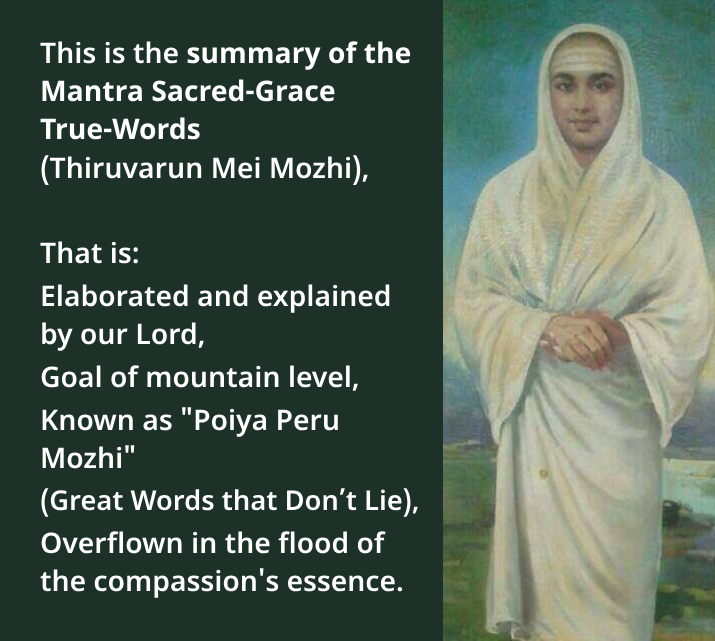 This is the summary of the
Mantra Sacred-Grace
True-Words
(Thiruvarun Mei Mozhi),
That is:
Elaborated and explained
by our Lord,
Goal of mountain level,
Known as "Poiya Peru
Mozhi"
(Great Words that Don’t Lie),
Overflown in the flood of
the compassion's essence.